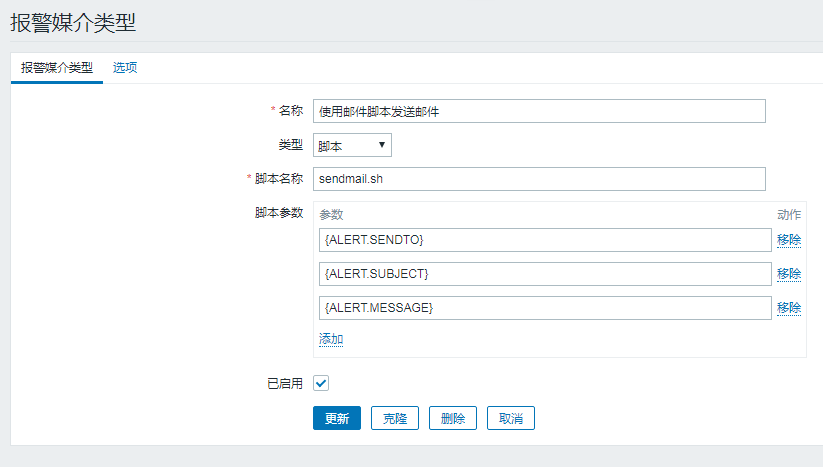 报警媒介类型
报警媒介类型 选项
* 名称 使用邮件脚本发送邮件
类型 脚本
* 脚本名称 sendmail.sh
脚本参数 参数 动作
{ALERT.SENDTO} 移除
{ALERT.SUBJECT} 移除
{ALERT.MESSAGE} 移除
添加
已启用
更新 克隆 删除 取消